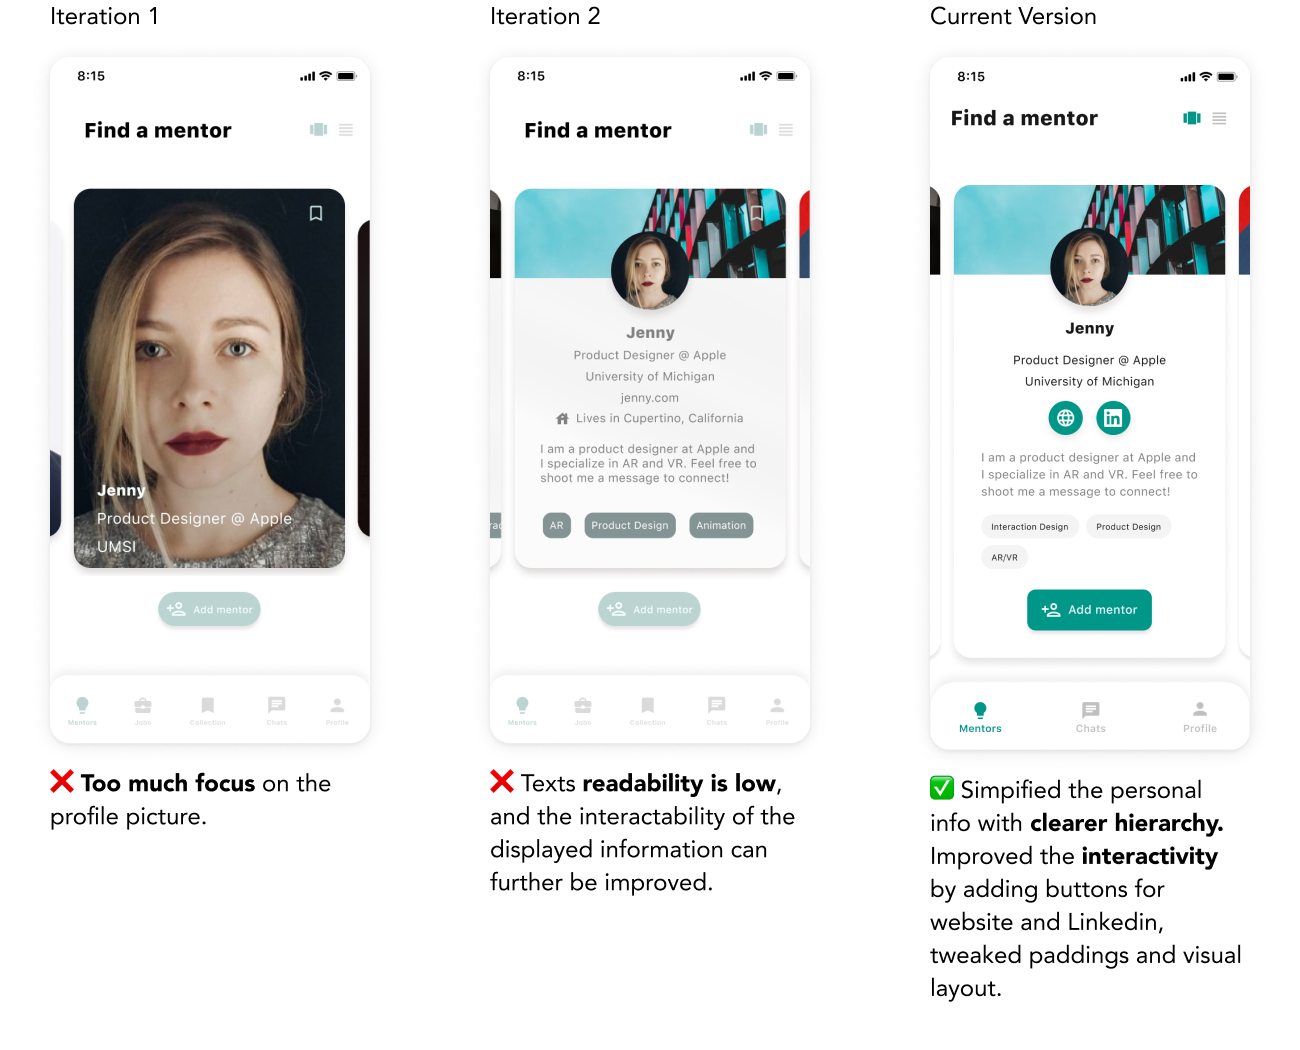 Iteration 1
8:15
Find a mentor
Jenny
Product Designer @ Apple
UMSI
Add mentor
Mentors
Jobs
Collection
Chats
Profile
❌ Too much focus on the
profile picture.
Iteration 2
8:15
Find a mentor
Jenny
Product Designer @ Apple
University of Michigan
jenny.com
Lives in Cupertino, California
I am a product designer at Apple and
I specialize in AR and VR. Feel free to
shoot me a message to connect!
AR
Product Design
Animation
Add mentor
Mentors
Jobs
Collection
Chats
Profile
❌ Texts readability is low,
and the interactability of the
displayed information can
further be improved.
Current Version
8:15
Find a mentor
Jenny
Product Designer @ Apple
University of Michigan
in
I am a product designer at Apple and
I specialize in AR and VR. Feel free to
shoot me a message to connect!
Interaction Design
Product Design
AR/VR
Add mentor
Mentors
Chats
Profile
✅ Simpified the personal
info with clearer hierarchy.
Improved the interactivity
by adding buttons for
website and Linkedin,
tweaked paddings and visual
layout.